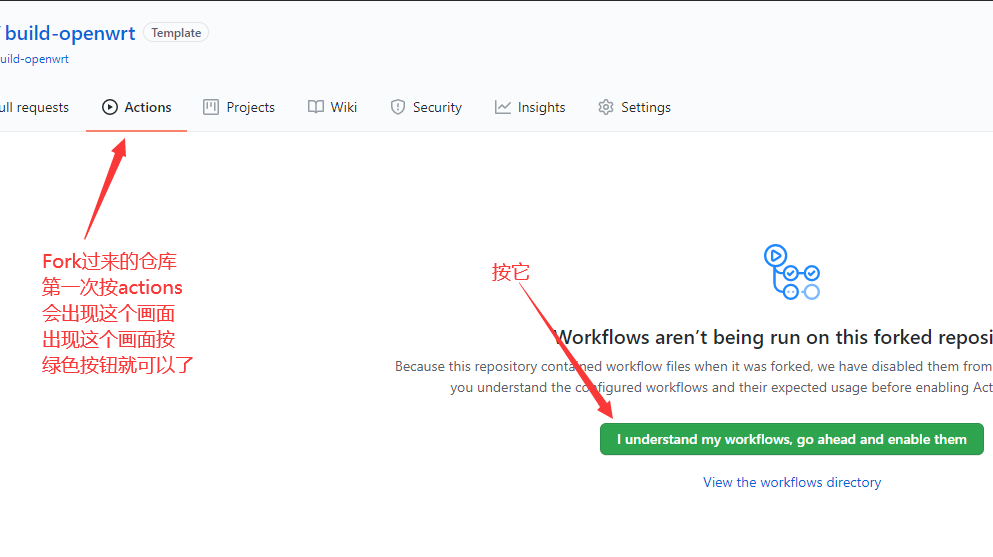 build-openwrt Template
uild-openwrt
ull requests Actions Projects Wiki Security Insights Settings
Fork过来的仓库
第一次按actions
会出现这个画面
出现这个画面按
绿色按钮就可以了
按它
Workflows aren’t being run on this forked reposi
Because this repository contained workflow files when it was forked, we have disabled them from
you understand the configured workflows and their expected usage before enabling Act
I understand my workflows, go ahead and enable them
View the workflows directory